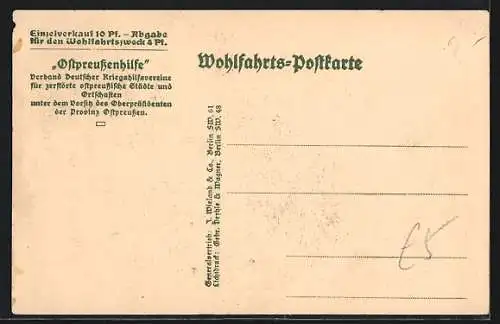 Einzelverkauf 10 Pf. – Abgabe
für den Wohlfahrtszweck 4 Pf.
„Ostpreußenhilfe"
Verband Deutscher Kriegshilfsvereine
für zerstörte ostpreußische Städte und
Ortschaften
unter dem Vorsitz des Oberpräsidenten
der Provinz Ostpreußen.
Wohlfahrts-Postkarte
Generalvertrieb: J. Wieland & Co., Berlin SW. 61
Lichtdruck: Gebr. & Wagner, Berlin SW. 48
£5